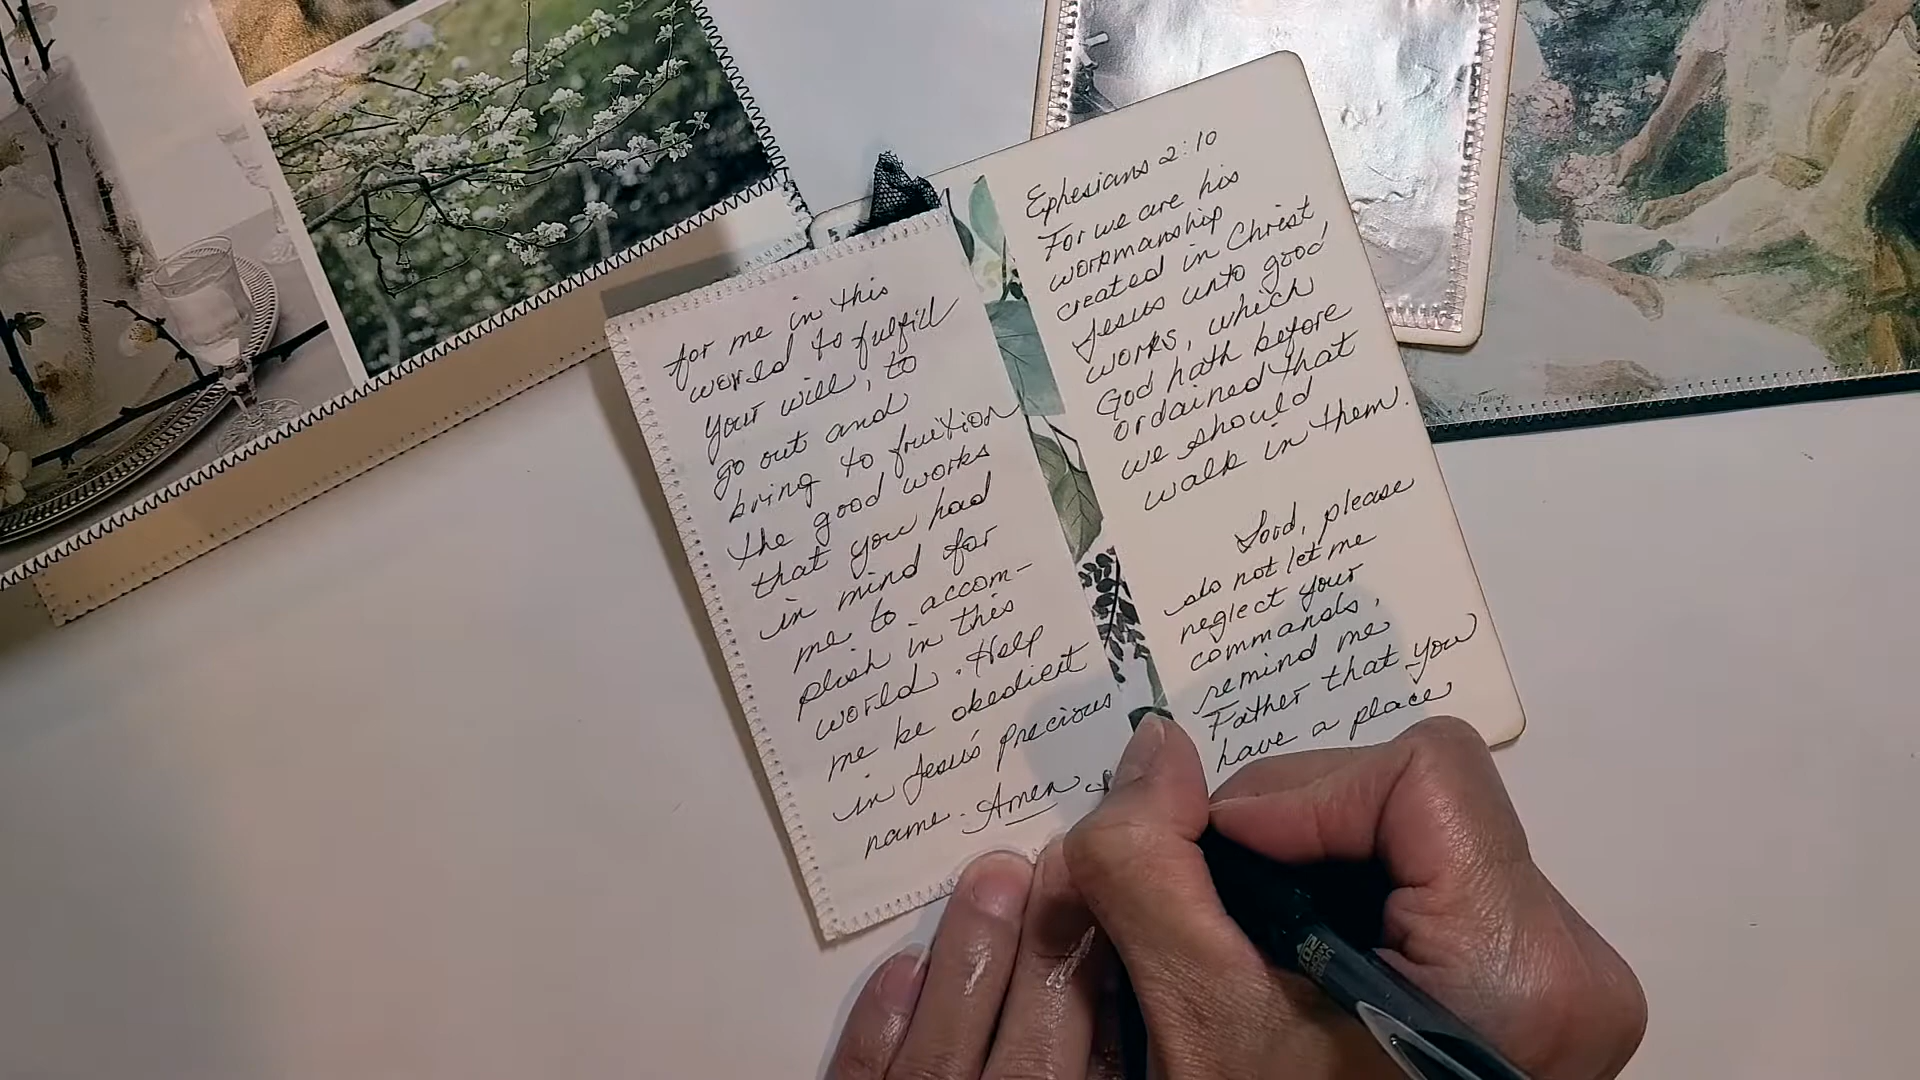 Ephesians 2:10
For we are his
workmanship
created in Christ
Jesus unto good
works, which
God hath before
ordained that
we should
walk in them.
Lord, please
do not let me
neglect your
commands,
remind me
Father that you
have a place
for me in this
world to fulfill
your will, to
go out and
bring to fruition
the good works
that you had
in mind for
me to accom-
plish in this
world. Help
me be obedient
in Jesus's precious
name. Amen